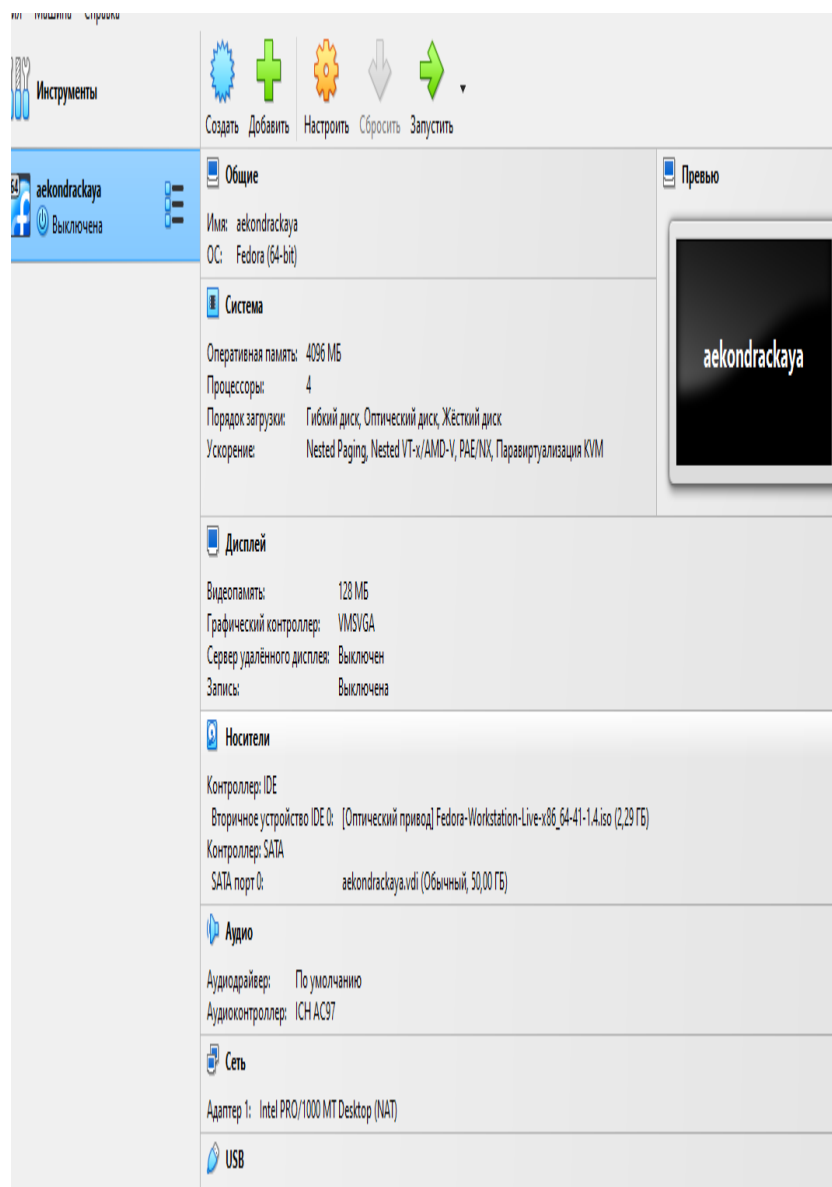 Машина Справка
Инструменты
Создать Добавить Настроить Сбросить Запустить
64
aekondrackaya
Выключена
Общие
Имя: aekondrackaya
ОС: Fedora (64-bit)
Превью
aekondrackaya
Система
Оперативная память: 4096 МБ
Процессоры: 4
Порядок загрузки: Гибкий диск, Оптический диск, Жёсткий диск
Ускорение: Nested Paging, Nested VT-x/AMD-V, PAE/NX, Паравиртуализация KVM
Дисплей
Видеопамять: 128 МБ
Графический контроллер: VMSVGA
Сервер удалённого дисплея: Выключен
Запись: Выключена
Носители
Контроллер: IDE
Вторичное устройство IDE 0: [Оптический привод] Fedora-Workstation-Live-x86_64-41-1.4.iso (2,29 ГБ)
Контроллер: SATA
SATA порт 0: aekondrackaya.vdi (Обычный, 50,00 ГБ)
Аудио
Аудиодрайвер: По умолчанию
Аудиоконтроллер: ICH AC97
Сеть
Адаптер 1: Intel PRO/1000 MT Desktop (NAT)
USB